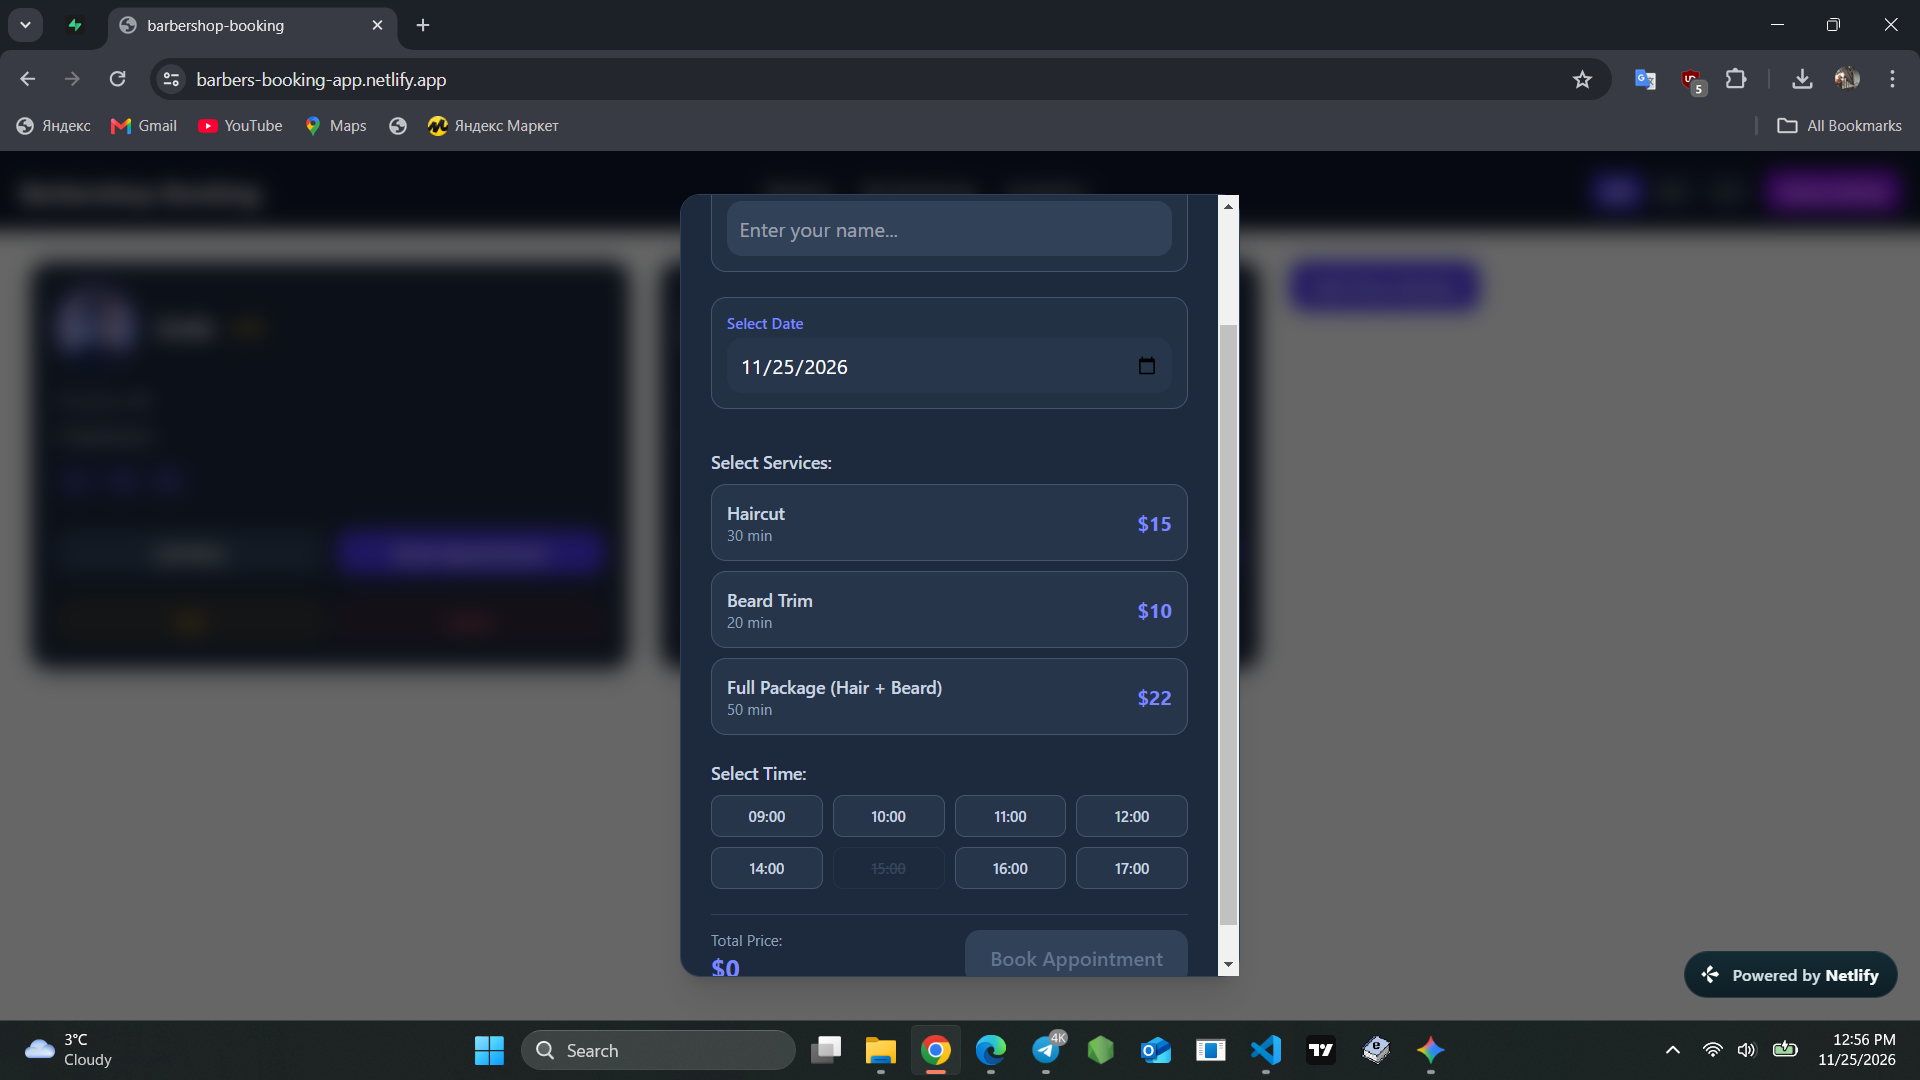 barbershop-booking
barbers-booking-app.netlify.app
5
Яндекс
Gmail
YouTube
Maps
Яндекс Маркет
All Bookmarks
Enter your name...
Select Date
11/25/2026
Select Services:
Haircut
$15
30 min
Beard Trim
$10
20 min
Full Package (Hair + Beard)
$22
50 min
Select Time:
09:00
10:00
11:00
12:00
14:00
15:00
16:00
17:00
Total Price:
$0
Book Appointment
Powered by Netlify
3°C
Cloudy
Search
4K
12:56 PM
11/25/2026